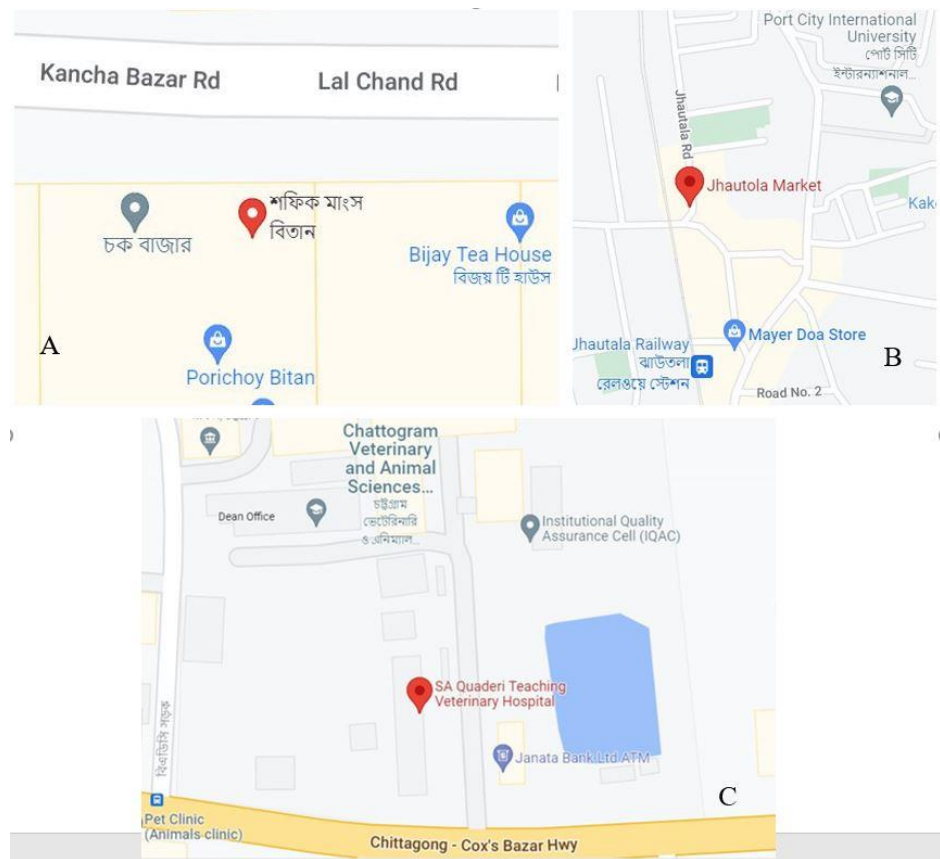 Kancha Bazar Rd
Lal Chand Rd
চক বাজার
শফিক মাংস
বিতান
Bijay Tea House
বিজয় টি হাউস
Porichoy Bitan
A
Port City International
University
পোর্ট সিটি
ইন্টারন্যাশনাল...
Jhautala Rd
Jhautola Market
Kak
Mayer Doa Store
Jhautala Railway
ঝাউতলা
রেলওয়ে স্টেশন
Road No. 2
B
Chattogram
Veterinary
and Animal
Sciences...
চট্টগ্রাম
ভেটেরিনারি
ও এনিম্যাল...
Dean Office
Institutional Quality
Assurance Cell (IQAC)
SA Quaderi Teaching
Veterinary Hospital
Janata Bank Ltd ATM
Pet Clinic
(Animals clinic)
Chittagong - Cox's Bazar Hwy
C